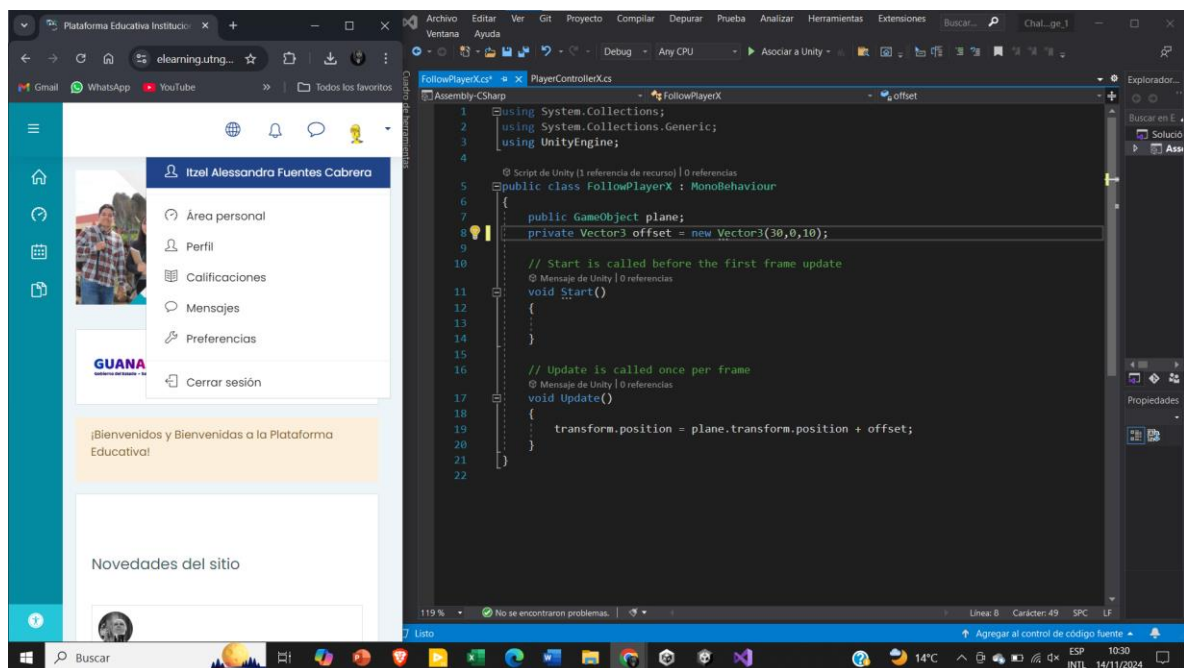 Plataforma Educativa Institucior
elearning.utng...
Gmail
WhatsApp
YouTube
Todos los favoritos
Itzel Alessandra Fuentes Cabrera
Área personal
Perfil
Calificaciones
Mensajes
Preferencias
Cerrar sesión
GUANA
¡Bienvenidos y Bienvenidas a la Plataforma
Educativa!
Novedades del sitio
Archivo Editar Ver Git Proyecto Compilar Depurar Prueba Analizar Herramientas Extensiones Buscar... Chal...ge_1
Ventana Ayuda
Debug Any CPU Asociar a Unity
Cuadro de herramientas
FollowPlayerX.cs* PlayerControllerX.cs
Assembly-CSharp FollowPlayerX offset
1 using System.Collections;
2 using System.Collections.Generic;
3 using UnityEngine;
4
Script de Unity (1 referencia de recurso) | 0 referencias
5 public class FollowPlayerX : MonoBehaviour
6 {
7 public GameObject plane;
8 private Vector3 offset = new Vector3(30,0,10);
9
10 // Start is called before the first frame update
Mensaje de Unity | 0 referencias
11 void Start()
12 {
13
14 }
15
16 // Update is called once per frame
Mensaje de Unity | 0 referencias
17 void Update()
18 {
19 transform.position = plane.transform.position + offset;
20 }
21 }
22
119 % No se encontraron problemas. Línea: 8 Carácter: 49 SPC LF
Listo Agregar al control de código fuente
Explorador...
Buscar en E
Solució
Ass
Propiedades
Buscar
14°C ESP 10:30
INTL 14/11/2024